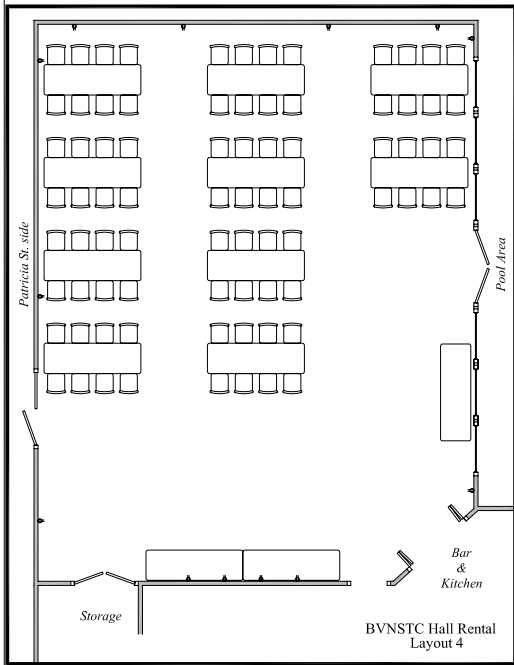 Patricia St. side
Pool Area
Bar
&
Kitchen
Storage
BVNSTC Hall Rental
Layout 4